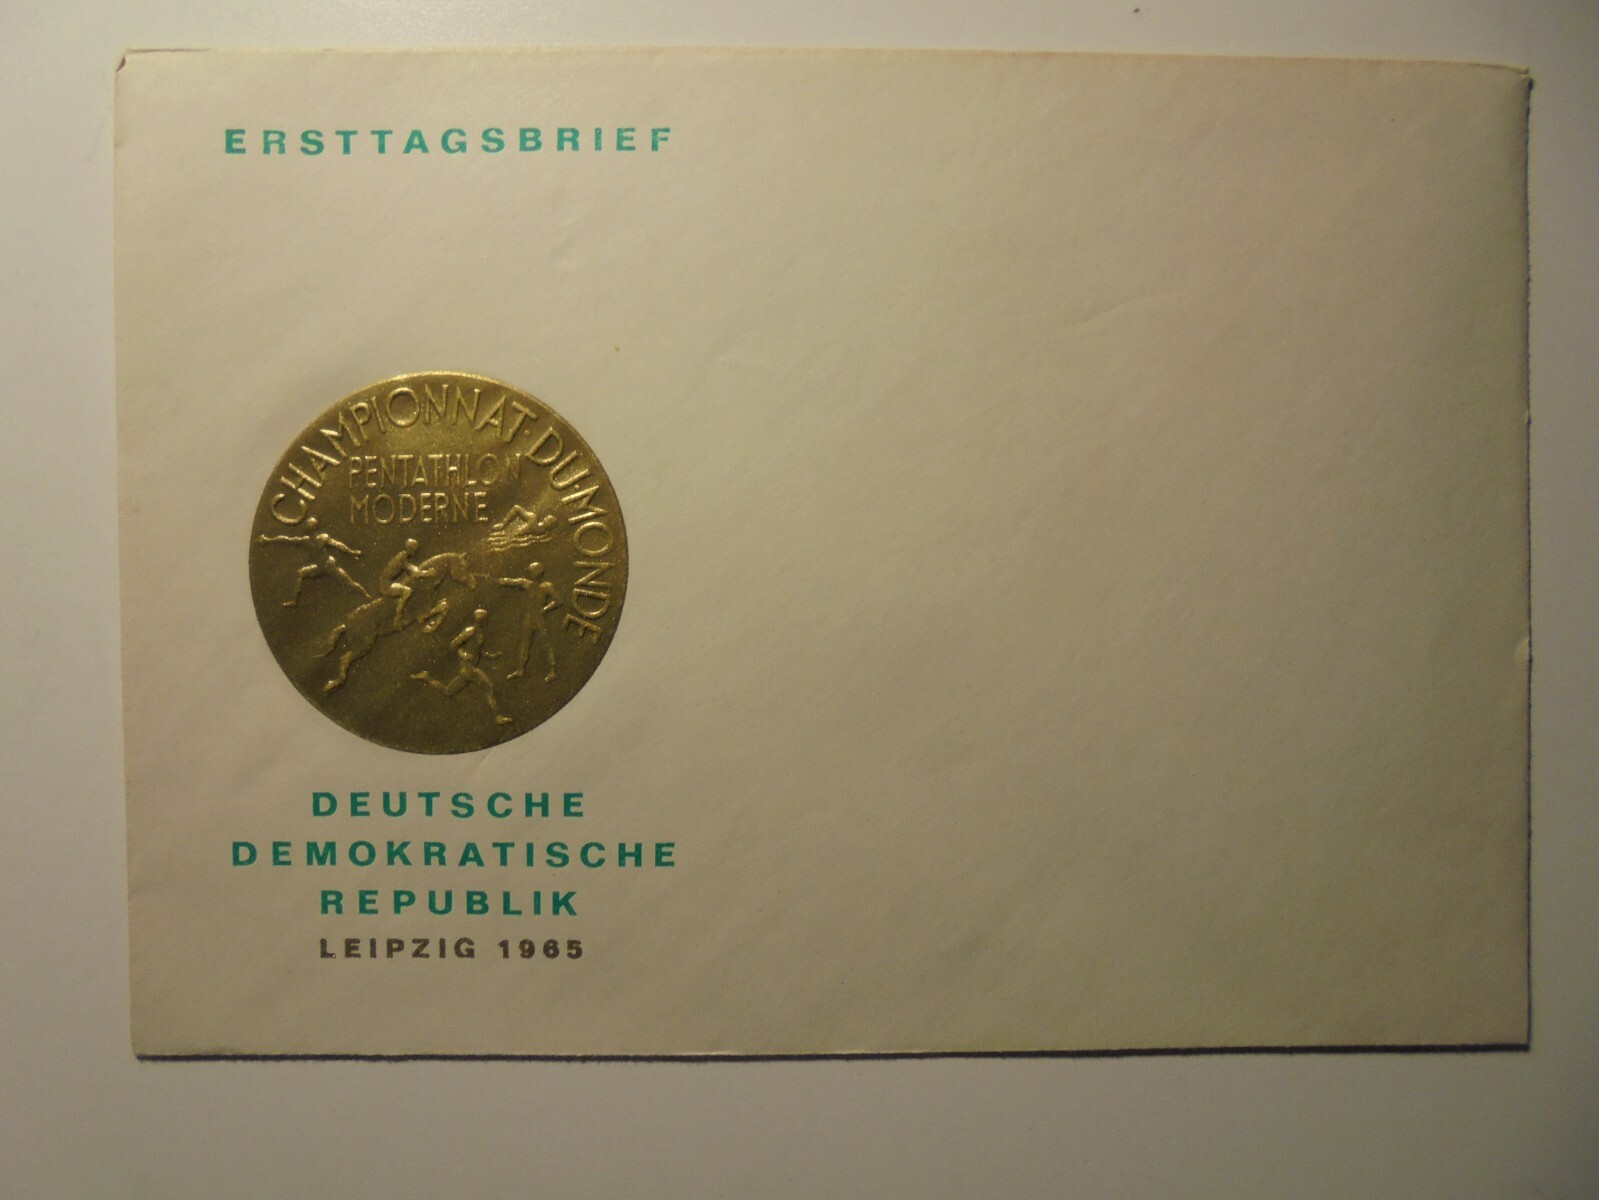 ERSTTAGSBRIEF
CHAMPIONNAT·DU·MONDE
PENTATHLON
MODERNE
DEUTSCHE
DEMOKRATISCHE
REPUBLIK
LEIPZIG 1965